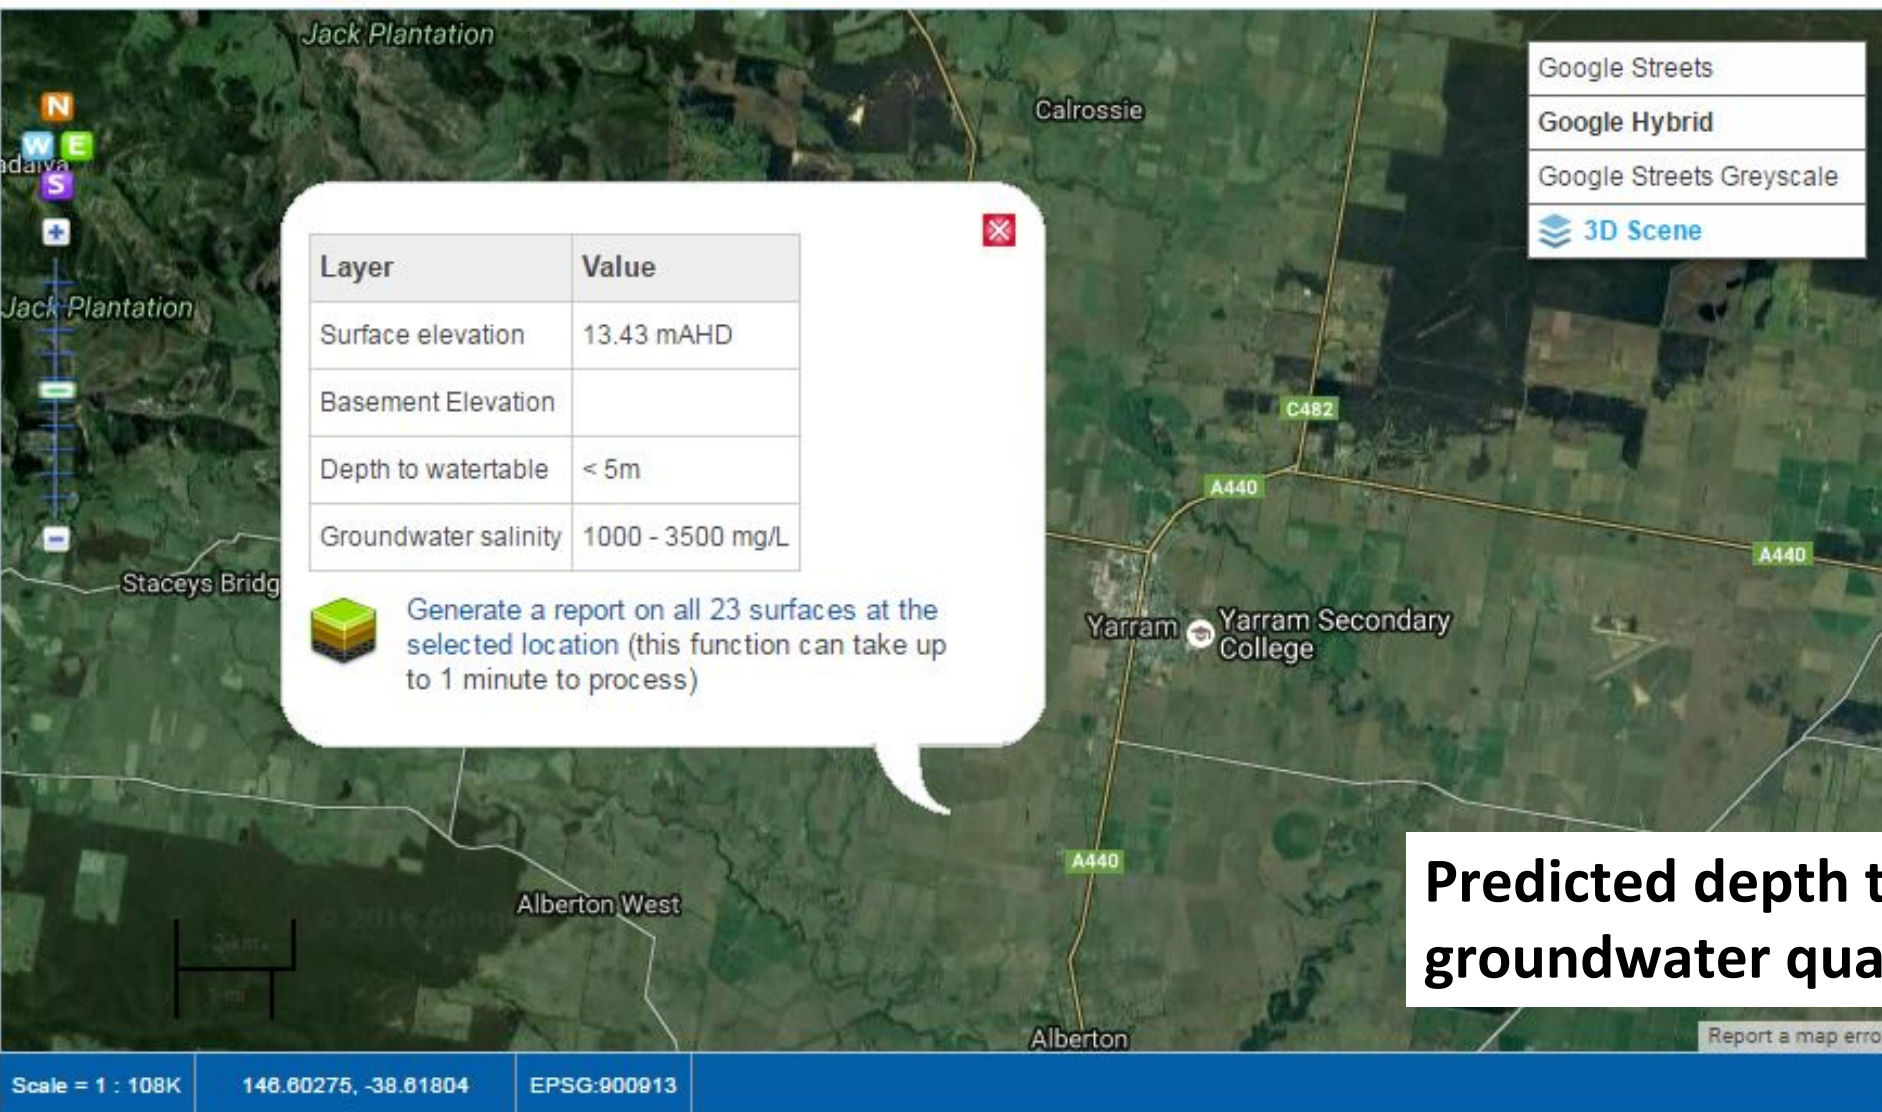 Jack Plantation
Calrossie
Google Streets
Google Hybrid
Google Streets Greyscale
3D Scene
N
W E
S
+
Jack Plantation
Layer Value
Surface elevation 13.43 mAHD
Basement Elevation
Depth to watertable < 5m
Groundwater salinity 1000 - 3500 mg/L
Generate a report on all 23 surfaces at the
selected location (this function can take up
to 1 minute to process)
C482
A440
A440
Staceys Bridg
Yarram
Yarram Secondary
College
A440
Alberton West
Predicted depth t
groundwater qua
2 km
1 mi
Alberton
Report a map erro
Scale = 1 : 108K 146.60275, -38.61804 EPSG:900913